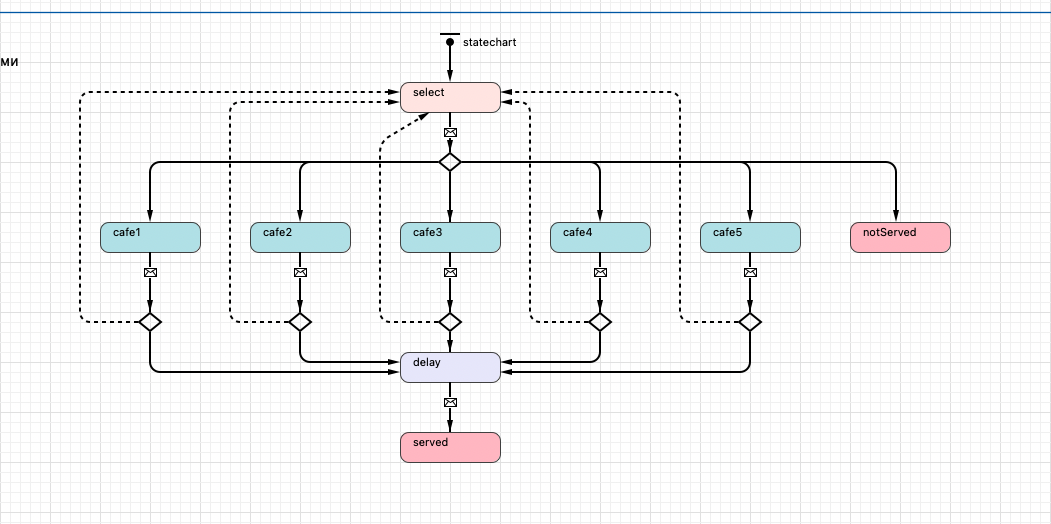 statechart
ми
select
cafe1
cafe2
cafe3
cafe4
cafe5
notServed
delay
served